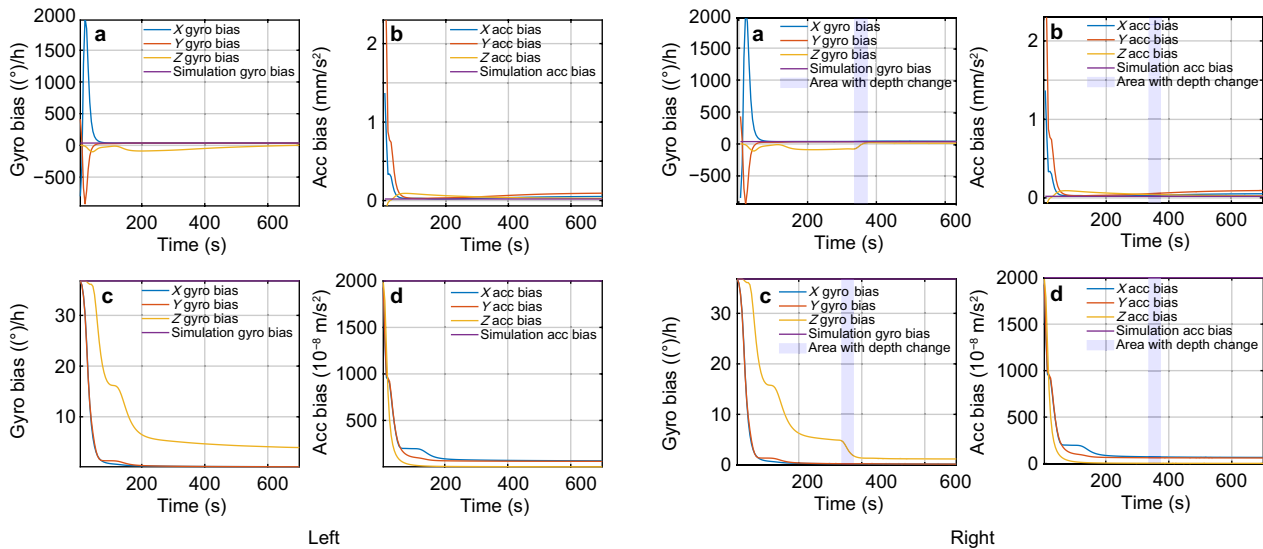 a
X gyro bias
Y gyro bias
Z gyro bias
Simulation gyro bias
Gyro bias ((°)/h)
2000
1500
1000
500
0
−500
200
400
600
Time (s)
b
X acc bias
Y acc bias
Z acc bias
Simulation acc bias
Acc bias (mm/s²)
2
1
0
200
400
600
Time (s)
a
X gyro bias
Y gyro bias
Z gyro bias
Simulation gyro bias
Area with depth change
Gyro bias ((°)/h)
2000
1500
1000
500
0
−500
200
400
600
Time (s)
b
X acc bias
Y acc bias
Z acc bias
Simulation acc bias
Area with depth change
Acc bias (mm/s²)
2
1
0
200
400
600
Time (s)
c
X gyro bias
Y gyro bias
Z gyro bias
Simulation gyro bias
Gyro bias ((°)/h)
30
20
10
200
400
600
Time (s)
d
X acc bias
Y acc bias
Z acc bias
Simulation acc bias
Acc bias (10⁻⁸ m/s²)
2000
1500
1000
500
0
200
400
600
Time (s)
c
X gyro bias
Y gyro bias
Z gyro bias
Simulation gyro bias
Area with depth change
Gyro bias ((°)/h)
30
20
10
0
200
400
600
Time (s)
d
X acc bias
Y acc bias
Z acc bias
Simulation acc bias
Area with depth change
Acc bias (10⁻⁸ m/s²)
2000
1500
1000
500
0
200
400
600
Time (s)
Left
Right